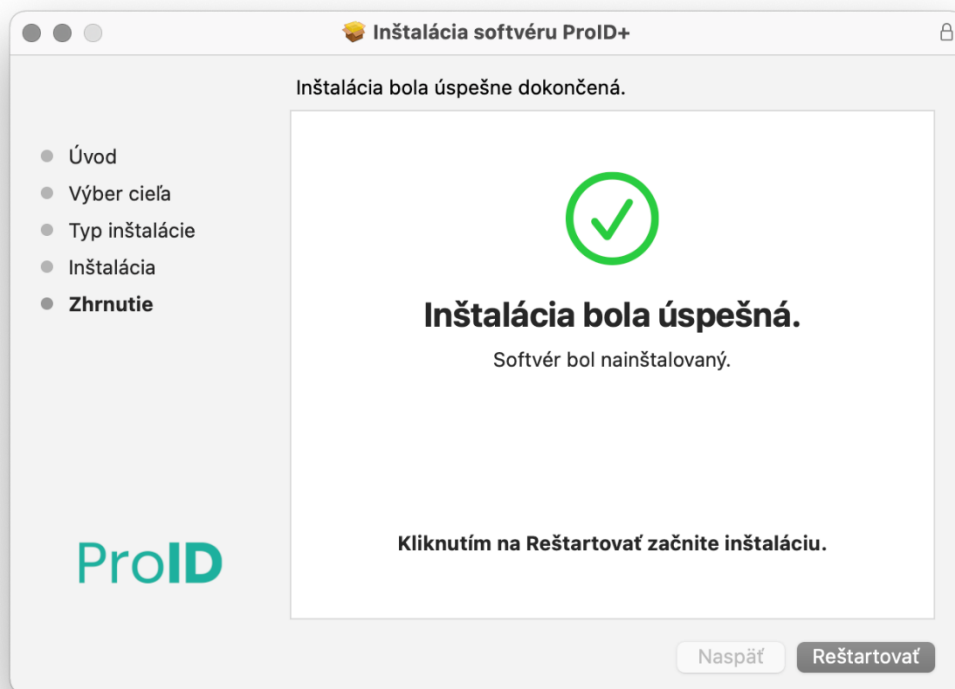 Inštalácia softvéru ProID+
Inštalácia bola úspešne dokončená.
Úvod
Výber cieľa
Typ inštalácie
Inštalácia
Zhrnutie
Inštalácia bola úspešná.
Softvér bol nainštalovaný.
Kliknutím na Reštartovať začnite inštaláciu.
ProID
Naspäť
Reštartovať